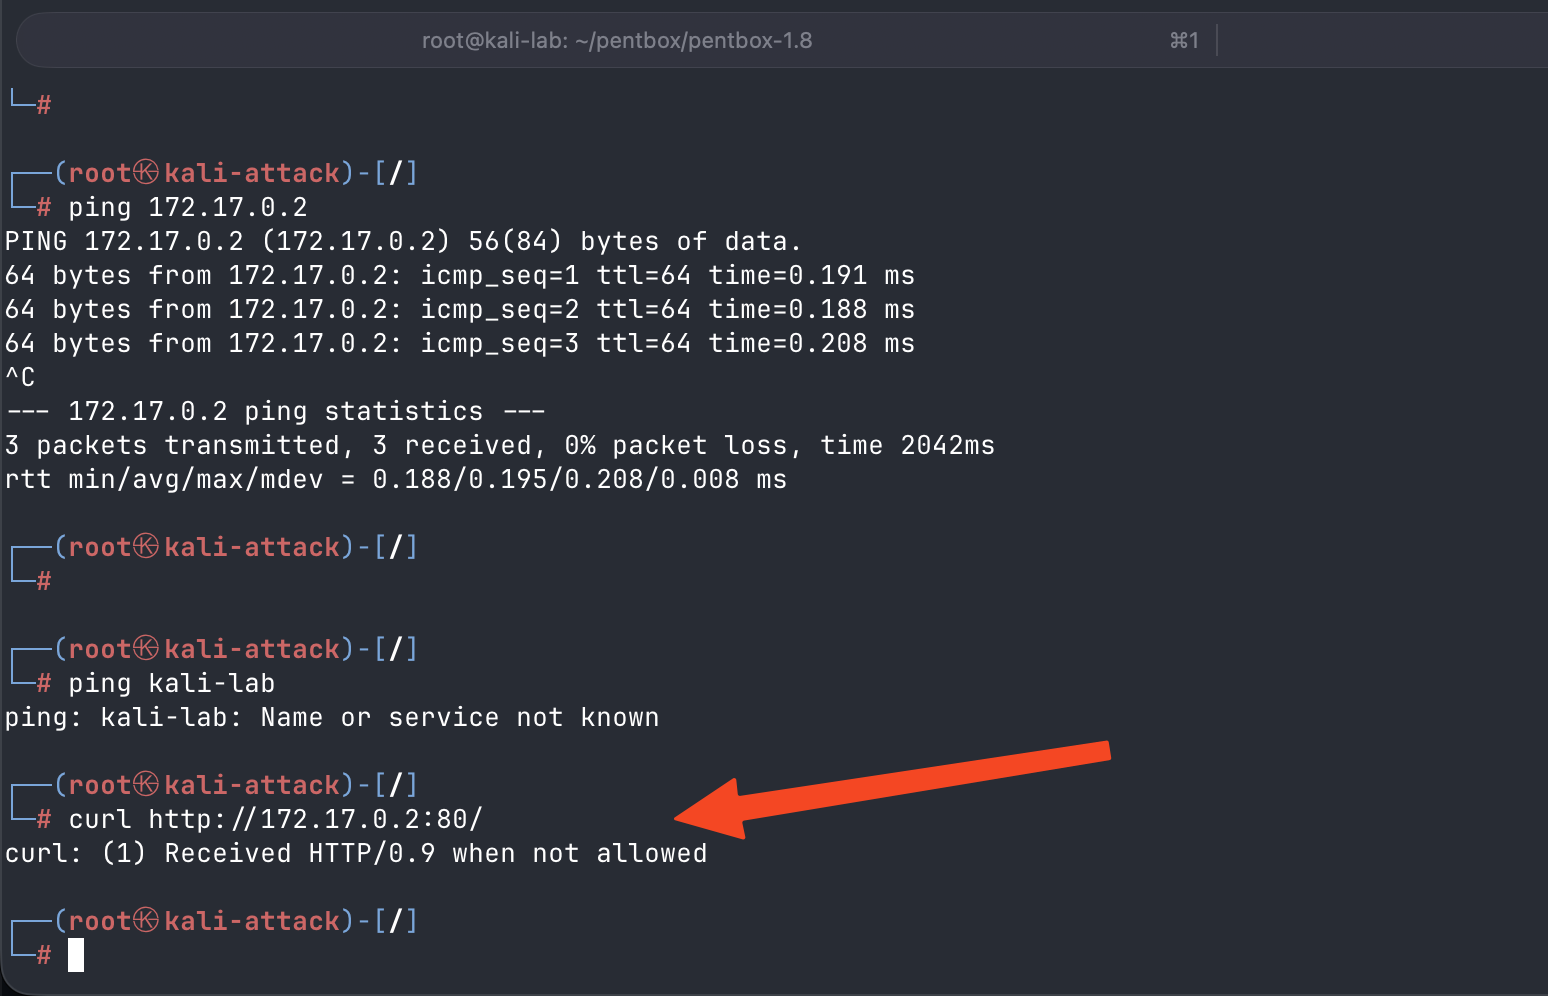 root@kali-lab: ~/pentbox/pentbox-1.8 ⌘1
└─#
┌──(root㉿kali-attack)-[/]
└─# ping 172.17.0.2
PING 172.17.0.2 (172.17.0.2) 56(84) bytes of data.
64 bytes from 172.17.0.2: icmp_seq=1 ttl=64 time=0.191 ms
64 bytes from 172.17.0.2: icmp_seq=2 ttl=64 time=0.188 ms
64 bytes from 172.17.0.2: icmp_seq=3 ttl=64 time=0.208 ms
^C
--- 172.17.0.2 ping statistics ---
3 packets transmitted, 3 received, 0% packet loss, time 2042ms
rtt min/avg/max/mdev = 0.188/0.195/0.208/0.008 ms
┌──(root㉿kali-attack)-[/]
└─#
┌──(root㉿kali-attack)-[/]
└─# ping kali-lab
ping: kali-lab: Name or service not known
┌──(root㉿kali-attack)-[/]
└─# curl http://172.17.0.2:80/
curl: (1) Received HTTP/0.9 when not allowed
┌──(root㉿kali-attack)-[/]
└─#